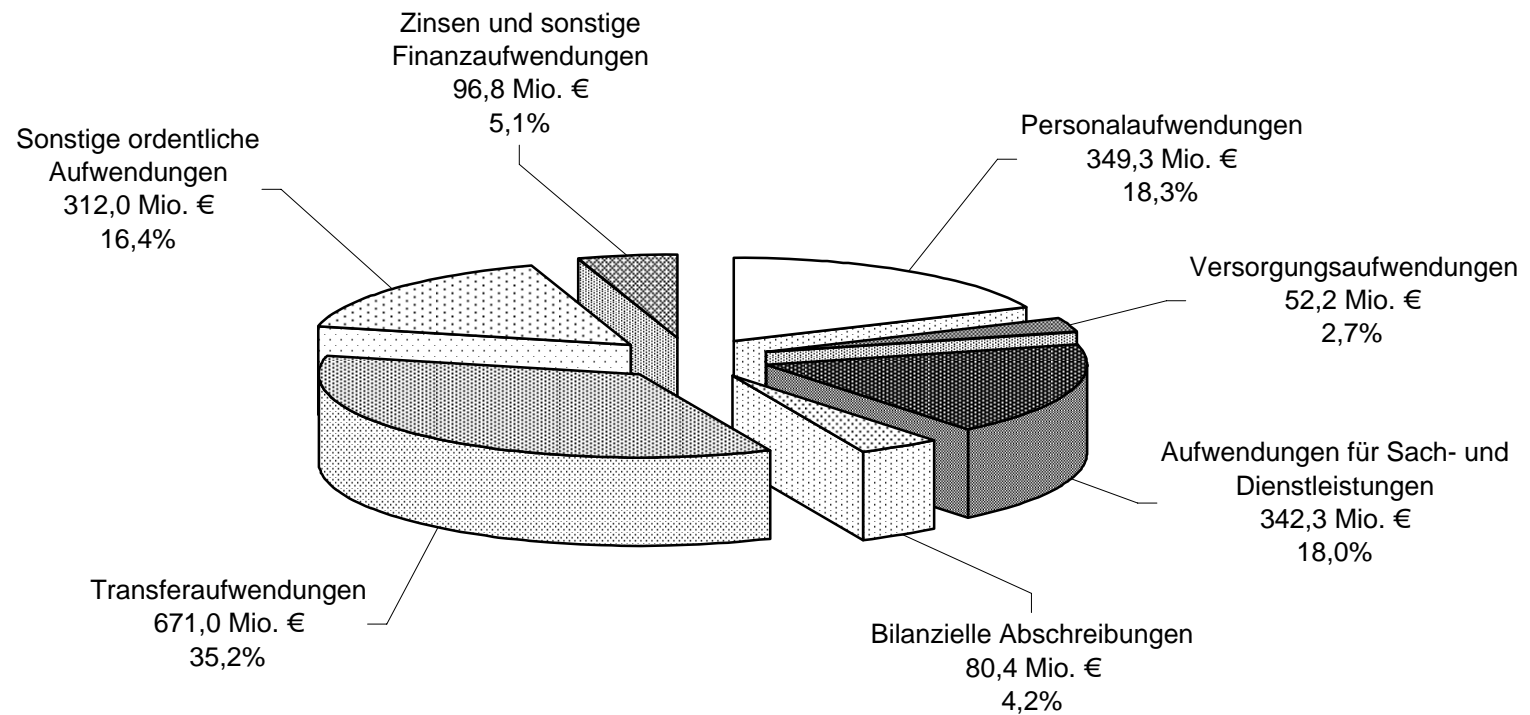 Zinsen und sonstige
Finanzaufwendungen
96,8 Mio. €
5,1%
Sonstige ordentliche
Aufwendungen
312,0 Mio. €
16,4%
Personalaufwendungen
349,3 Mio. €
18,3%
Versorgungsaufwendungen
52,2 Mio. €
2,7%
Aufwendungen für Sach- und
Dienstleistungen
342,3 Mio. €
18,0%
Transferaufwendungen
671,0 Mio. €
35,2%
Bilanzielle Abschreibungen
80,4 Mio. €
4,2%